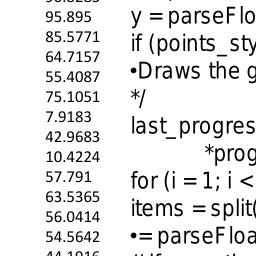 95.895
85.5771
64.7157
55.4087
75.1051
7.9183
42.9683
10.4224
57.791
63.5365
56.0414
54.5642
y = parseFlo
if (points_sty
•Draws the g
*/
last_progres
*prog
for (i = 1; i <
items = split(
•= parseFloa